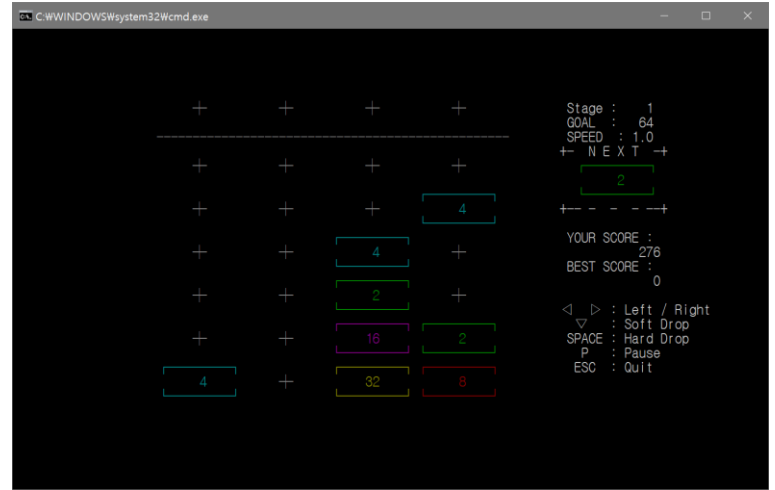 C:₩WINDOWS₩system32₩cmd.exe
Stage : 1
GOAL : 64
SPEED : 1.0
+- N E X T -+
2
+-- - - - --+
4
4
2
16 2
4 32 8
YOUR SCORE :
276
BEST SCORE :
0
◁ ▷ : Left / Right
▽ : Soft Drop
SPACE : Hard Drop
P : Pause
ESC : Quit